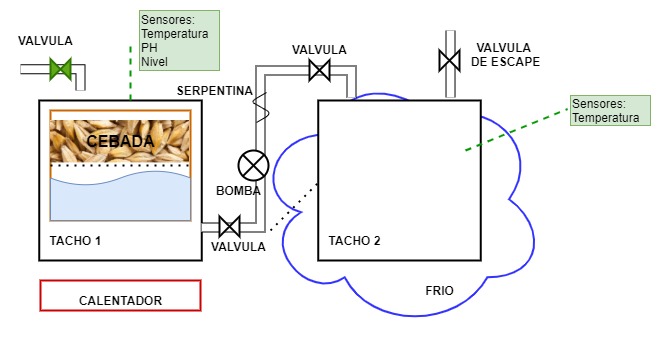 VALVULA
Sensores:
Temperatura
PH
Nivel
VALVULA
VALVULA
DE ESCAPE
SERPENTINA
Sensores:
Temperatura
CEBADA
BOMBA
TACHO 1
VALVULA
TACHO 2
CALENTADOR
FRIO